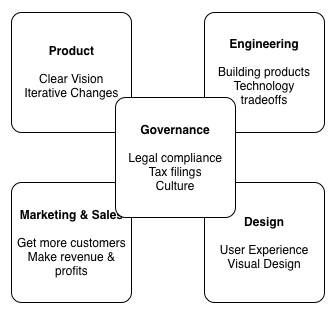 Product
Clear Vision
Iterative Changes
Engineering
Building products
Technology
tradeoffs
Governance
Legal compliance
Tax filings
Culture
Marketing & Sales
Get more customers
Make revenue &
profits
Design
User Experience
Visual Design